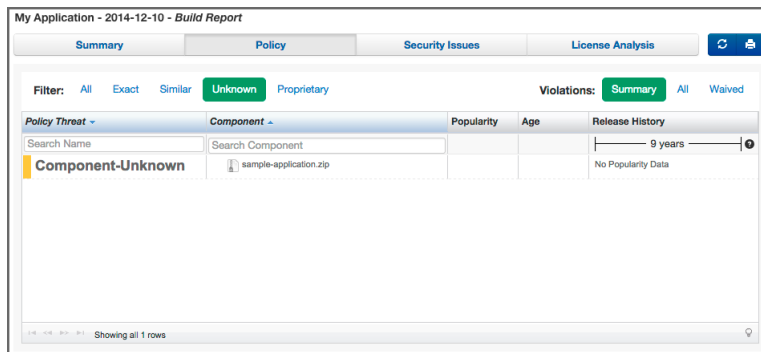 My Application - 2014-12-10 - Build Report
Summary Policy Security Issues License Analysis
Filter: All Exact Similar Unknown Proprietary Violations: Summary All Waived
Policy Threat Component Popularity Age Release History
Search Name Search Component 9 years ?
Component-Unknown sample-application.zip No Popularity Data
Showing all 1 rows